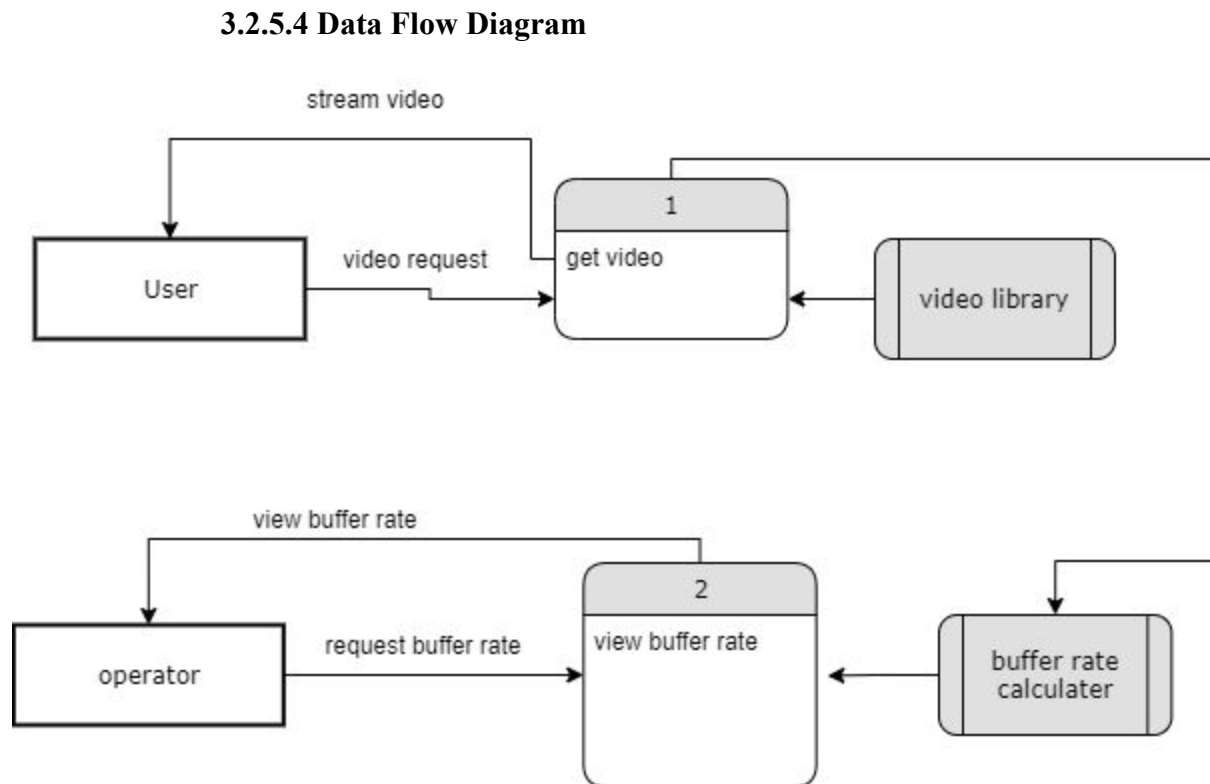 3.2.5.4 Data Flow Diagram
stream video
1
User
video request
get video
video library
view buffer rate
2
operator
request buffer rate
view buffer rate
buffer rate
calculater